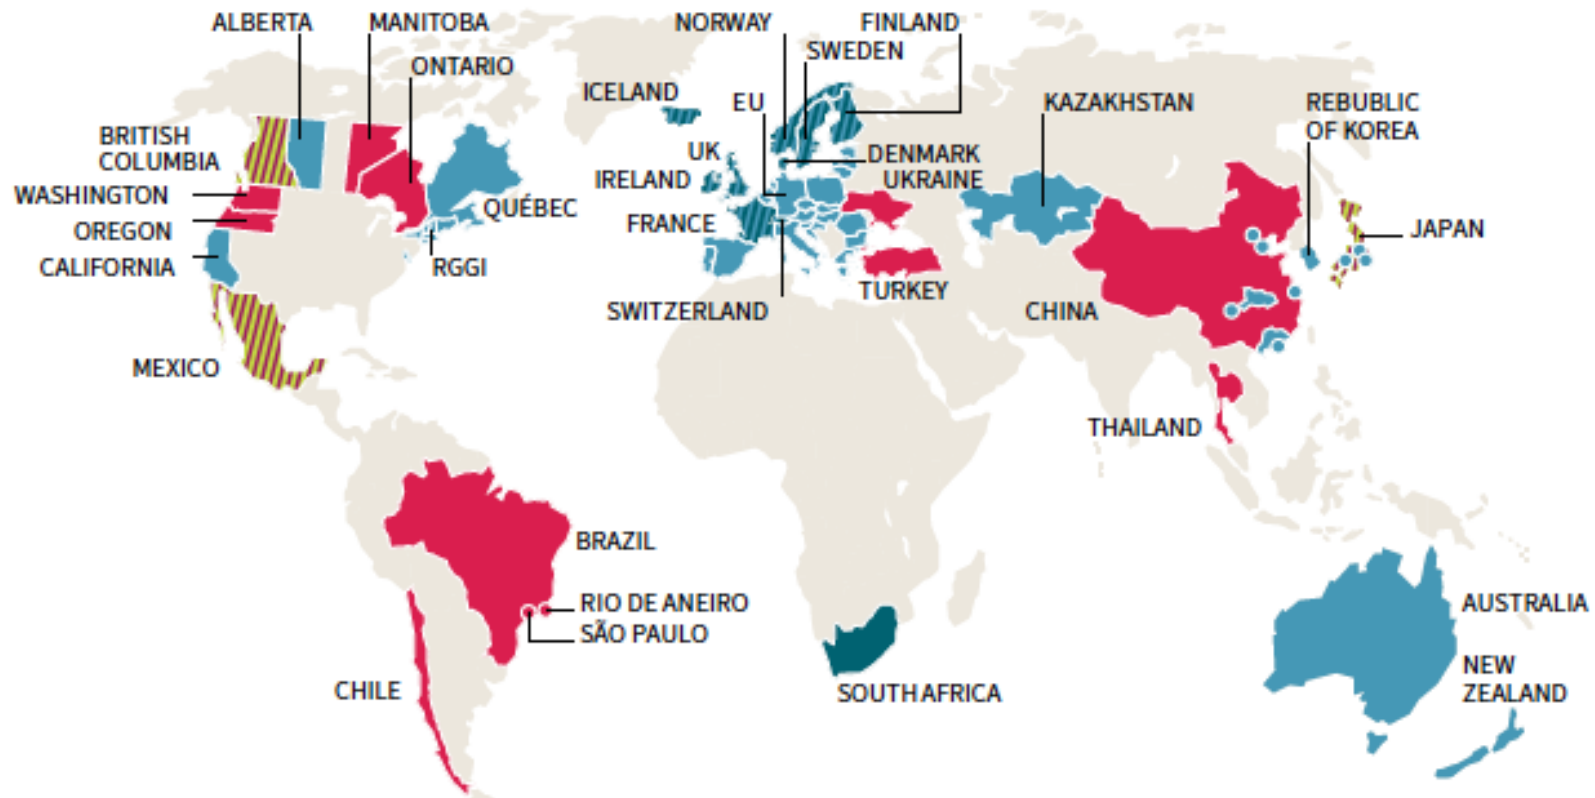 ALBERTA
MANITOBA
ONTARIO
NORWAY
FINLAND
SWEDEN
ICELAND
EU
KAZAKHSTAN
REBUBLIC
OF KOREA
BRITISH
COLUMBIA
UK
DENMARK
IRELAND
UKRAINE
WASHINGTON
QUÉBEC
OREGON
FRANCE
JAPAN
CALIFORNIA
RGGI
TURKEY
SWITZERLAND
CHINA
MEXICO
THAILAND
BRAZIL
RIO DE ANEIRO
SÃO PAULO
AUSTRALIA
CHILE
SOUTH AFRICA
NEW
ZEALAND